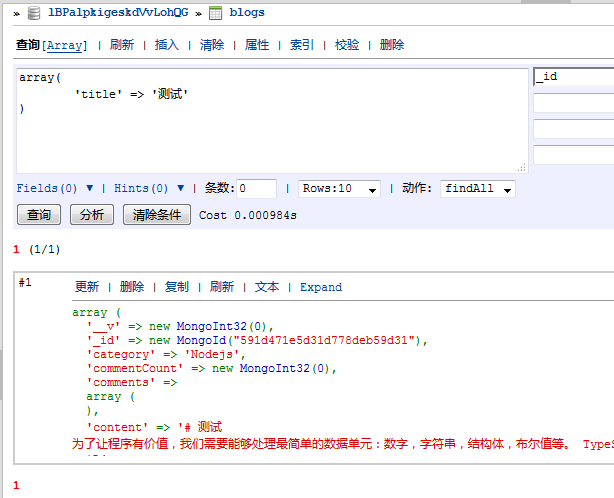 » lBPalpkigeskdVvLohQG » blogs
查询[Array] | 刷新 | 插入 | 清除 | 属性 | 索引 | 校验 | 删除
array(
'title' => '测试'
)
_id
Fields(0) ▼ | Hints(0) ▼ | 条数:0 | Rows:10 | 动作: findAll
查询 分析 清除条件 Cost 0.000984s
1 (1/1)
#1 更新 | 删除 | 复制 | 刷新 | 文本 | Expand
array (
'__v' => new MongoInt32(0),
'_id' => new MongoId("591d471e5d31d778deb59d31"),
'category' => 'Nodejs',
'commentCount' => new MongoInt32(0),
'comments' =>
array (
),
'content' => '# 测试
为了让程序有价值，我们需要能够处理最简单的数据单元：数字，字符串，结构体，布尔值等。 TypeS
1